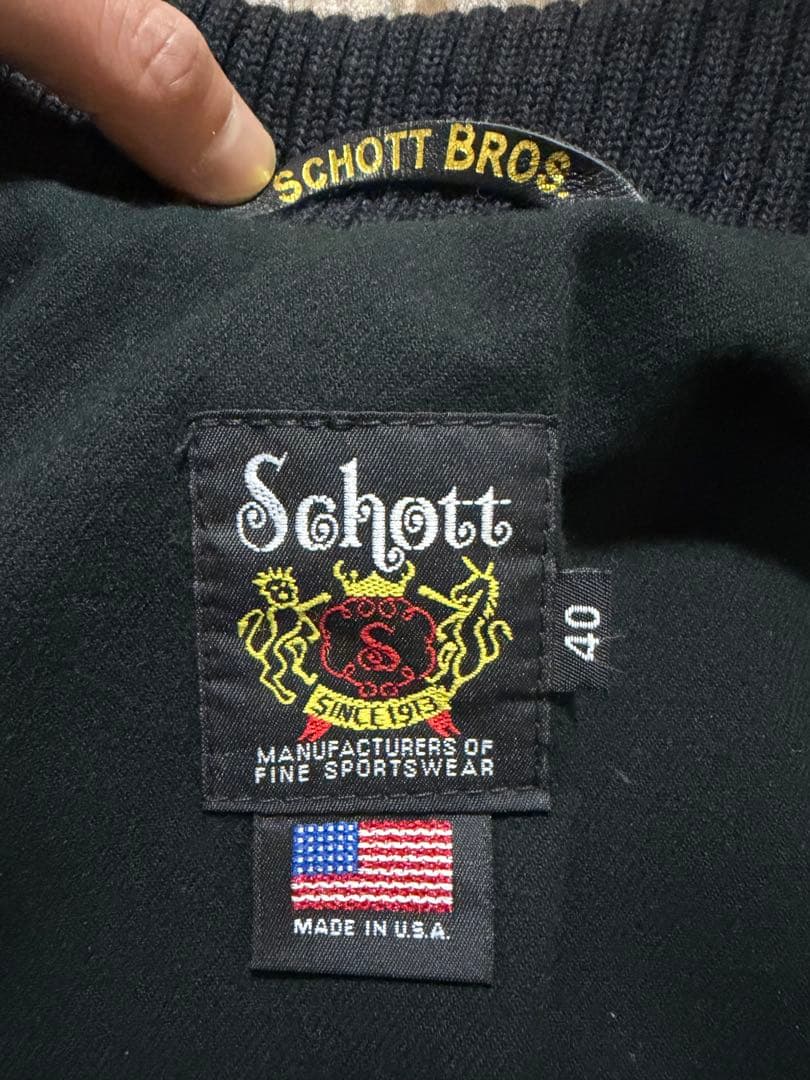 SCHOTT BROS.
Schott
40
S
SINCE 1913
MANUFACTURERS OF
FINE SPORTSWEAR
MADE IN U.S.A.